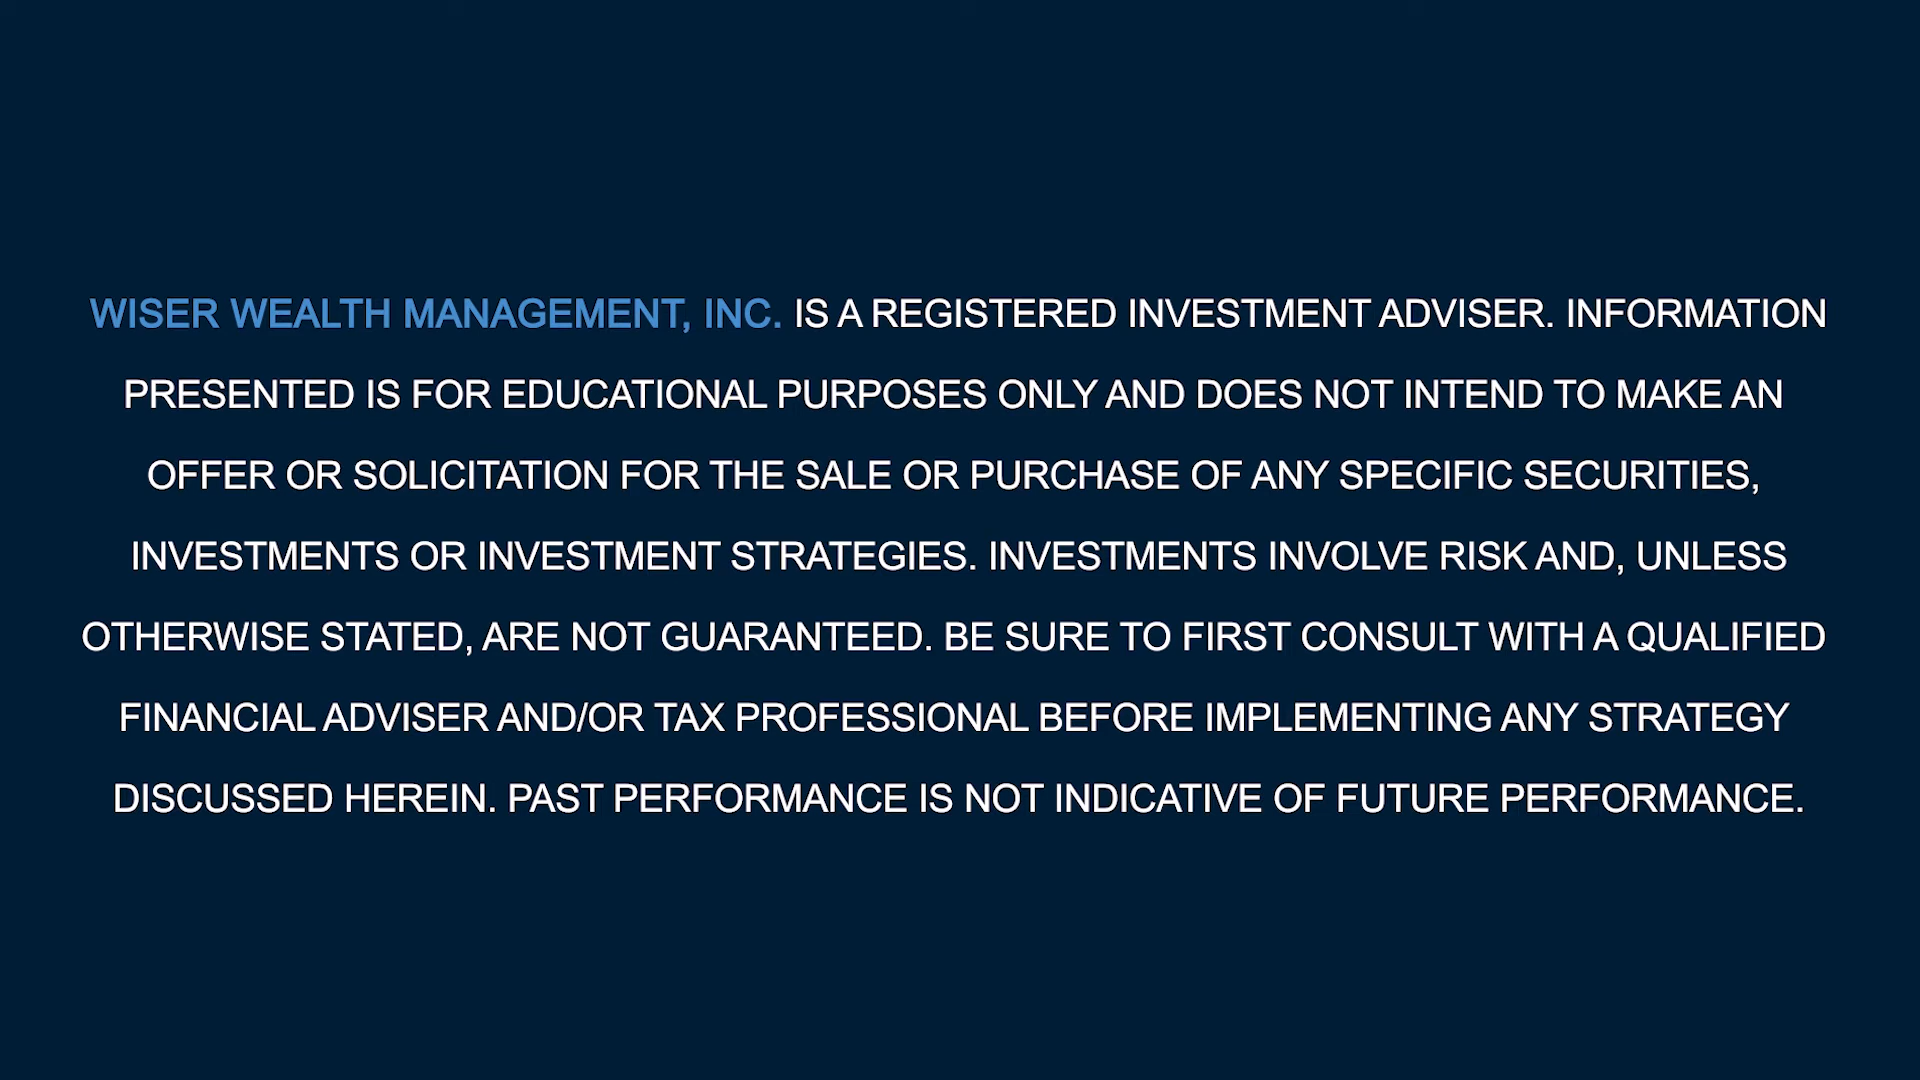 WISER WEALTH MANAGEMENT, INC. IS A REGISTERED INVESTMENT ADVISER. INFORMATION
PRESENTED IS FOR EDUCATIONAL PURPOSES ONLY AND DOES NOT INTEND TO MAKE AN
OFFER OR SOLICITATION FOR THE SALE OR PURCHASE OF ANY SPECIFIC SECURITIES,
INVESTMENTS OR INVESTMENT STRATEGIES. INVESTMENTS INVOLVE RISK AND, UNLESS
OTHERWISE STATED, ARE NOT GUARANTEED. BE SURE TO FIRST CONSULT WITH A QUALIFIED
FINANCIAL ADVISER AND/OR TAX PROFESSIONAL BEFORE IMPLEMENTING ANY STRATEGY
DISCUSSED HEREIN. PAST PERFORMANCE IS NOT INDICATIVE OF FUTURE PERFORMANCE.